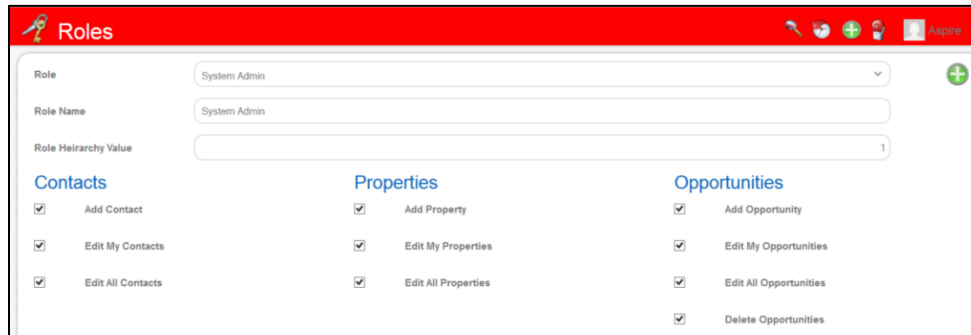 Roles Aspire
Role System Admin
Role Name System Admin
Role Heirarchy Value 1
Contacts Properties Opportunities
Add Contact Add Property Add Opportunity
Edit My Contacts Edit My Properties Edit My Opportunities
Edit All Contacts Edit All Properties Edit All Opportunities
Delete Opportunities